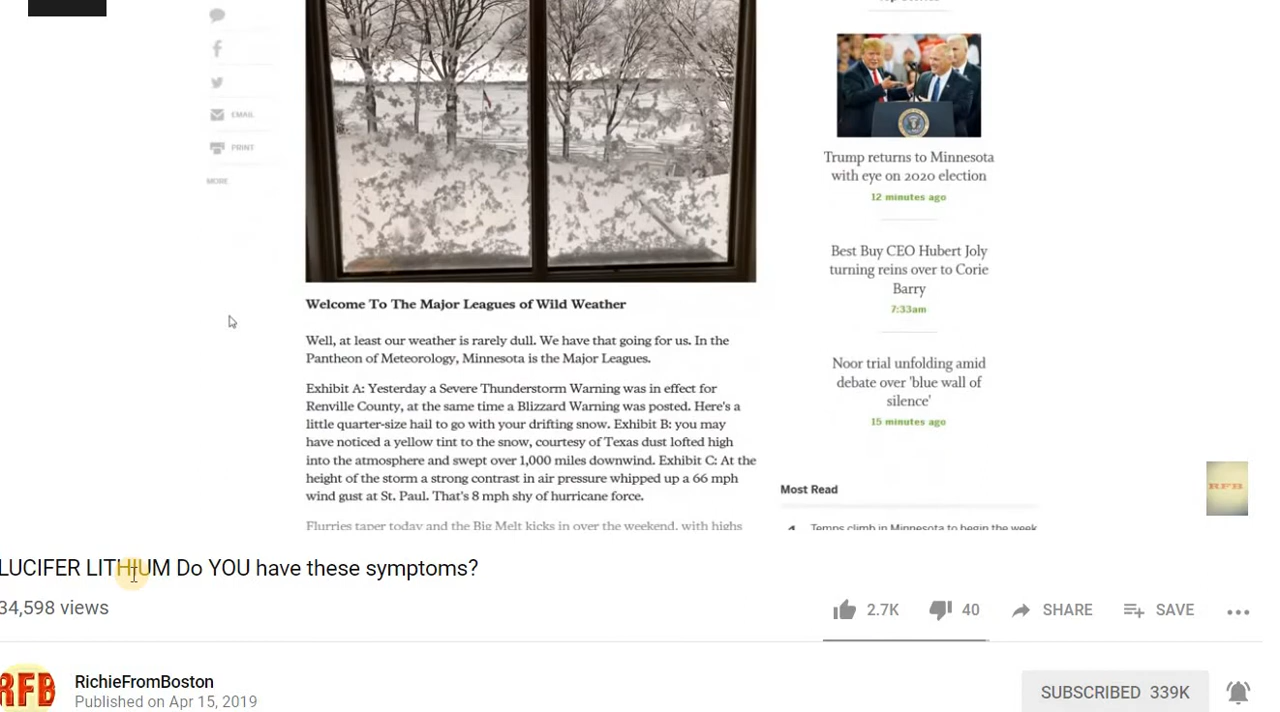 EMAIL
PRINT
MORE
Welcome To The Major Leagues of Wild Weather
Well, at least our weather is rarely dull. We have that going for us. In the
Pantheon of Meteorology, Minnesota is the Major Leagues.
Exhibit A: Yesterday a Severe Thunderstorm Warning was in effect for
Renville County, at the same time a Blizzard Warning was posted. Here's a
little quarter-size hail to go with your drifting snow. Exhibit B: you may
have noticed a yellow tint to the snow, courtesy of Texas dust lofted high
into the atmosphere and swept over 1,000 miles downwind. Exhibit C: At the
height of the storm a strong contrast in air pressure whipped up a 66 mph
wind gust at St. Paul. That's 8 mph shy of hurricane force.
Flurries taper today and the Big Melt kicks in over the weekend, with highs
Trump returns to Minnesota
with eye on 2020 election
12 minutes ago
Best Buy CEO Hubert Joly
turning reins over to Corie
Barry
7:33am
Noor trial unfolding amid
debate over 'blue wall of
silence'
15 minutes ago
Most Read
Temps climb in Minnesota to begin the week
RFB
LUCIFER LITHIUM Do YOU have these symptoms?
34,598 views
2.7K
40
SHARE
SAVE
RFB
RichieFromBoston
Published on Apr 15, 2019
SUBSCRIBED 339K